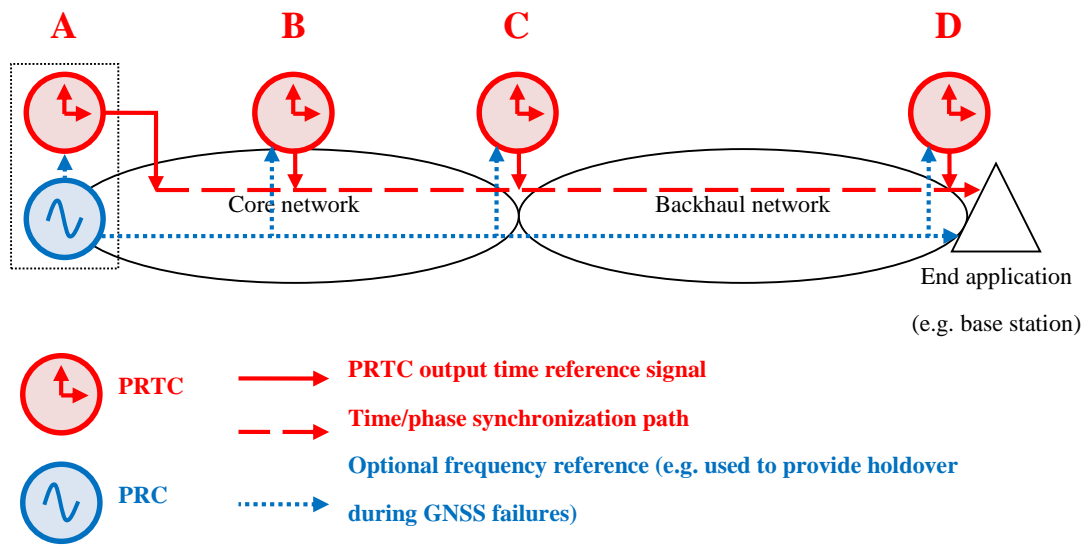 A
B
C
D
Core network
Backhaul network
End application
(e.g. base station)
PRTC
PRTC output time reference signal
Time/phase synchronization path
PRC
Optional frequency reference (e.g. used to provide holdover
during GNSS failures)